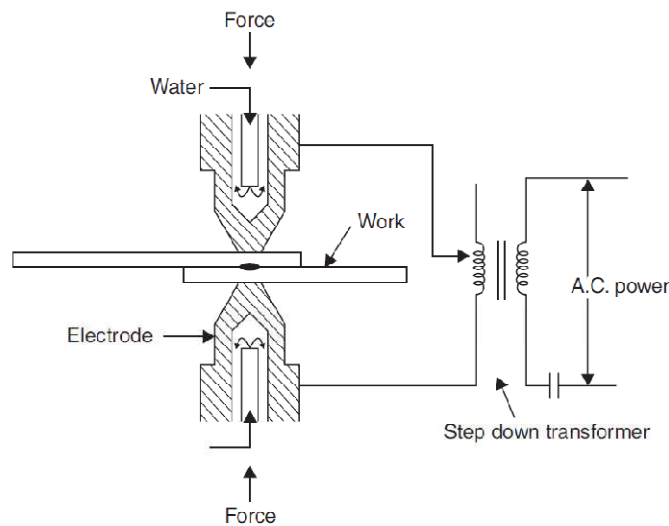 Force
Water
Work
A.C. power
Electrode
Step down transformer
Force